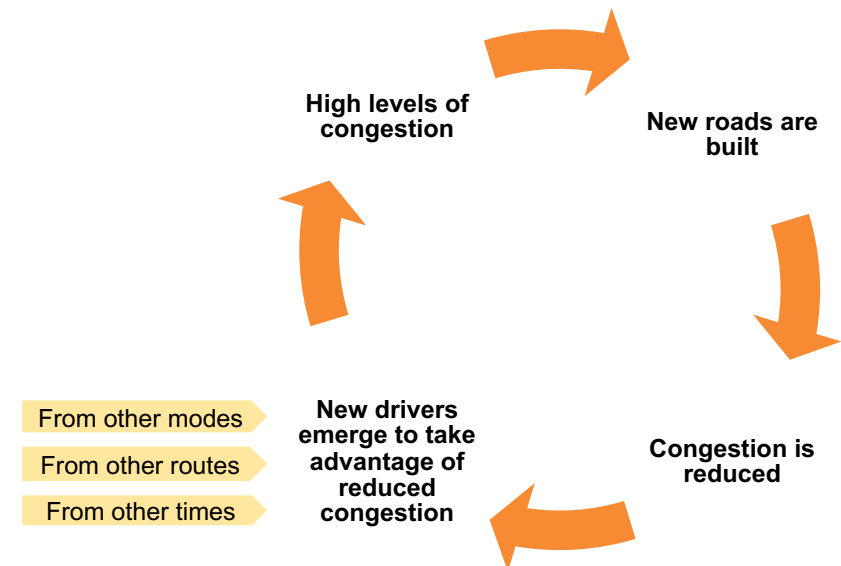 High levels of
congestion
New roads are
built
Congestion is
reduced
New drivers
emerge to take
advantage of
reduced
congestion
From other modes
From other routes
From other times